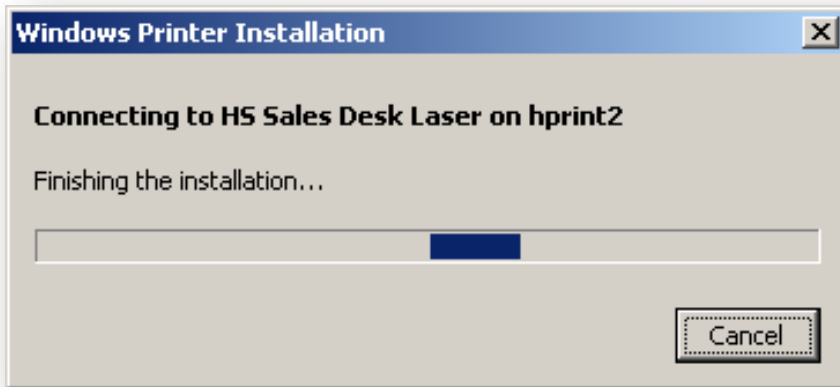 Windows Printer Installation
Connecting to HS Sales Desk Laser on hprint2
Finishing the installation...
Cancel